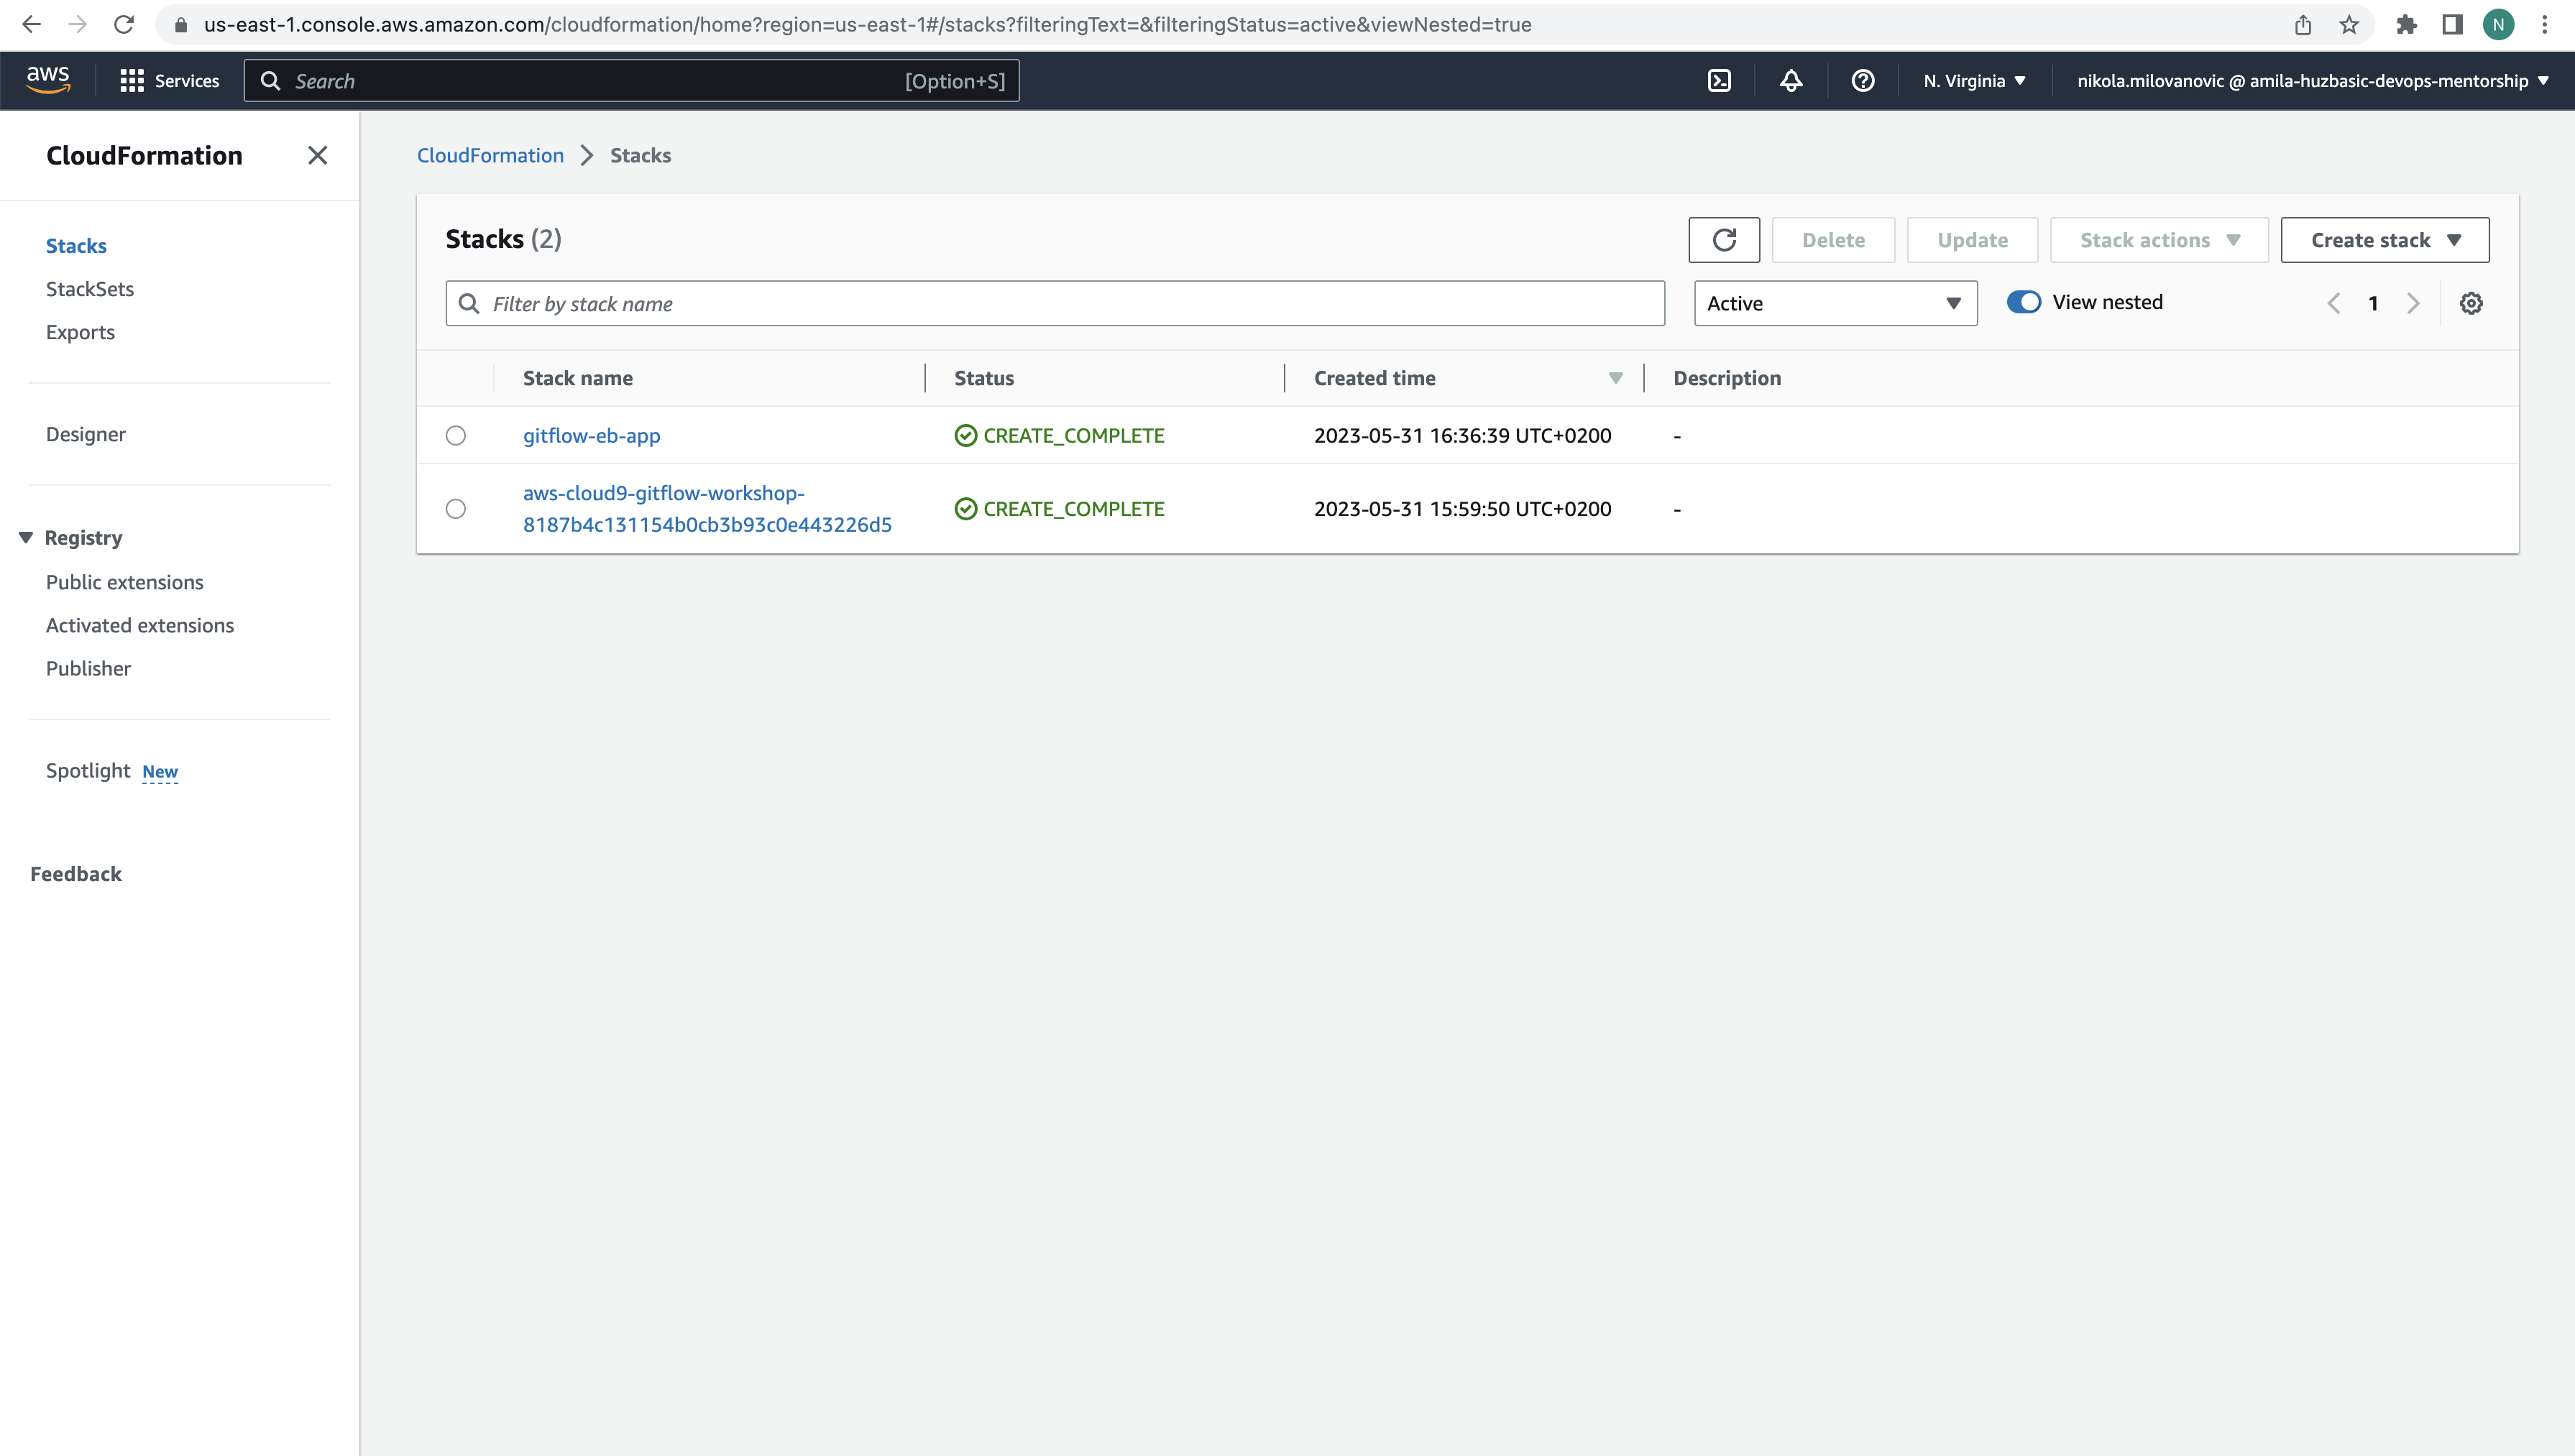 us-east-1.console.aws.amazon.com/cloudformation/home?region=us-east-1#/stacks?filteringText=&filteringStatus=active&viewNested=true
N
aws
Services
Search
[Option+S]
N. Virginia
nikola.milovanovic @ amila-huzbasic-devops-mentorship
CloudFormation
Stacks
StackSets
Exports
Designer
Registry
Public extensions
Activated extensions
Publisher
Spotlight New
Feedback
CloudFormation > Stacks
Stacks (2)
Delete
Update
Stack actions
Create stack
Filter by stack name
Active
View nested
1
Stack name
Status
Created time
Description
gitflow-eb-app
CREATE_COMPLETE
2023-05-31 16:36:39 UTC+0200
-
aws-cloud9-gitflow-workshop-
8187b4c131154b0cb3b93c0e443226d5
CREATE_COMPLETE
2023-05-31 15:59:50 UTC+0200
-